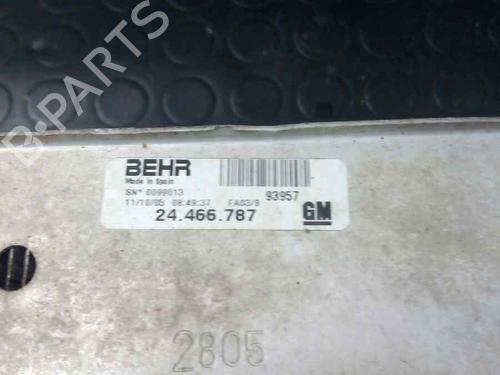 B-PARTS
BEHR
Made in Spain
SN° 0099013 93957
11/10/05 08:49:37 FA03/8
24.466.787 GM
2805